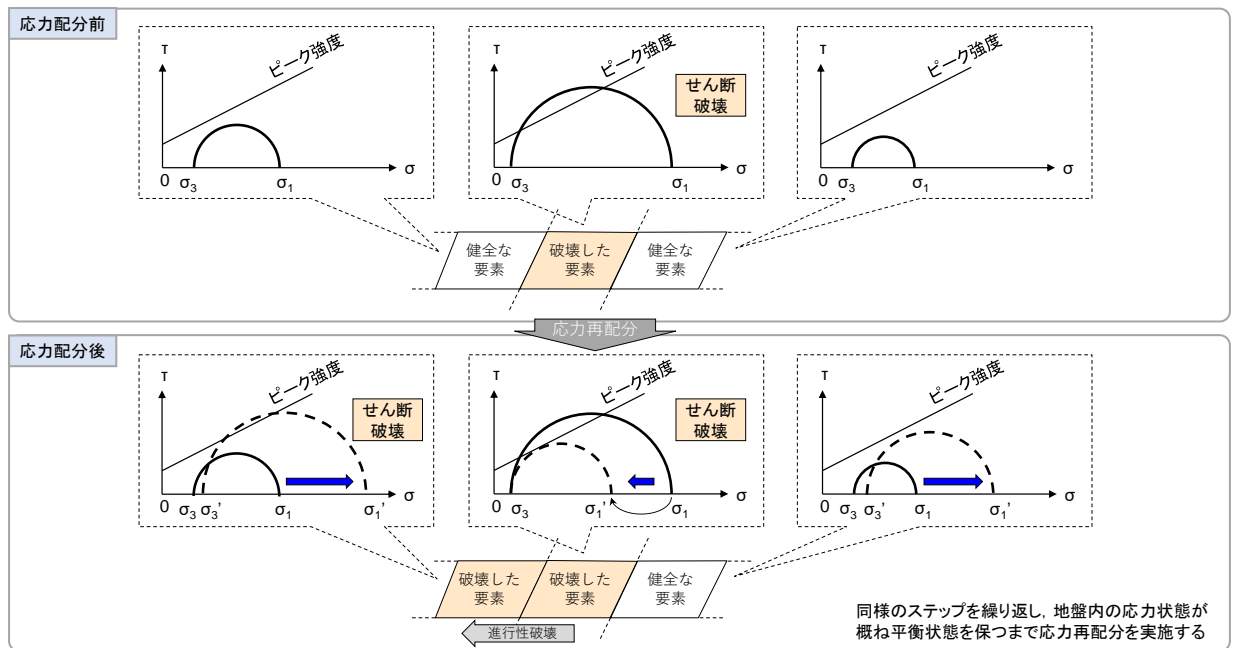 応力配分前
τ
ピーク強度
0
σ3
σ1
σ
τ
ピーク強度
せん断
破壊
0
σ3
σ1
σ
τ
ピーク強度
0
σ3
σ1
σ
健全な
要素
破壊した
要素
健全な
要素
応力再配分
応力配分後
τ
ピーク強度
せん断
破壊
0
σ3
σ3'
σ1
σ1'
σ
τ
ピーク強度
せん断
破壊
0
σ3
σ1'
σ1
σ
τ
ピーク強度
0
σ3
σ3'
σ1
σ1'
σ
破壊した
要素
破壊した
要素
健全な
要素
進行性破壊
同様のステップを繰り返し，地盤内の応力状態が
概ね平衡状態を保つまで応力再配分を実施する